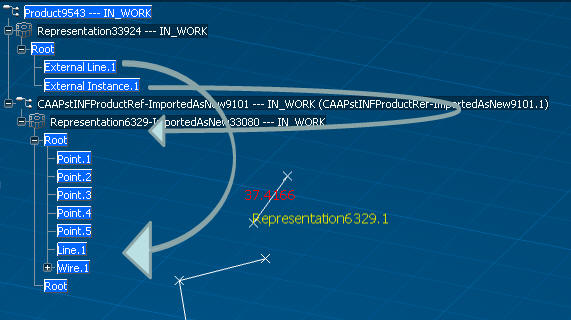 Product9543 --- IN_WORK
Representation33924 --- IN_WORK
Root
External Line.1
External Instance.1
CAAPstINFProductRef-ImportedAsNew9101 --- IN_WORK (CAAPstINFProductRef-ImportedAsNew9101.1)
Representation6329-ImportedAsNew33080 --- IN_WORK
Root
Point.1
Point.2
Point.3
Point.4
Point.5
Line.1
Wire.1
Root
Representation6329.1